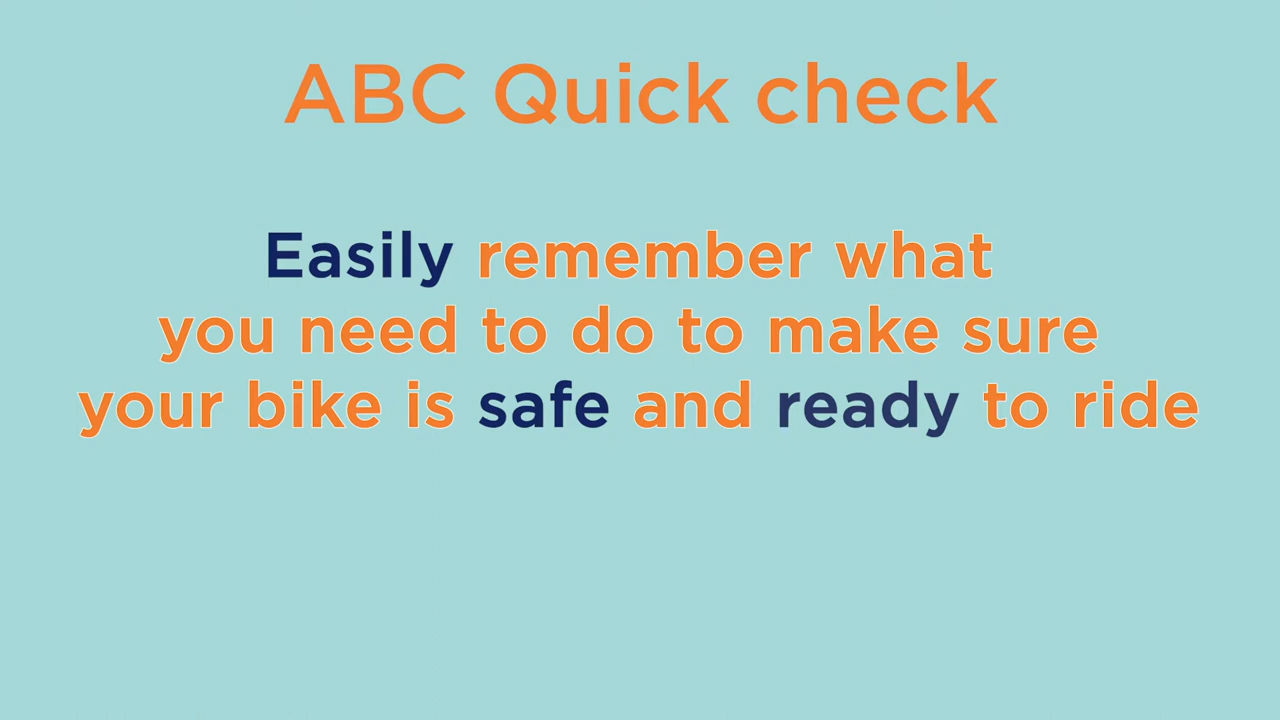 ABC Quick check
Easily remember what
you need to do to make sure
your bike is safe and ready to ride